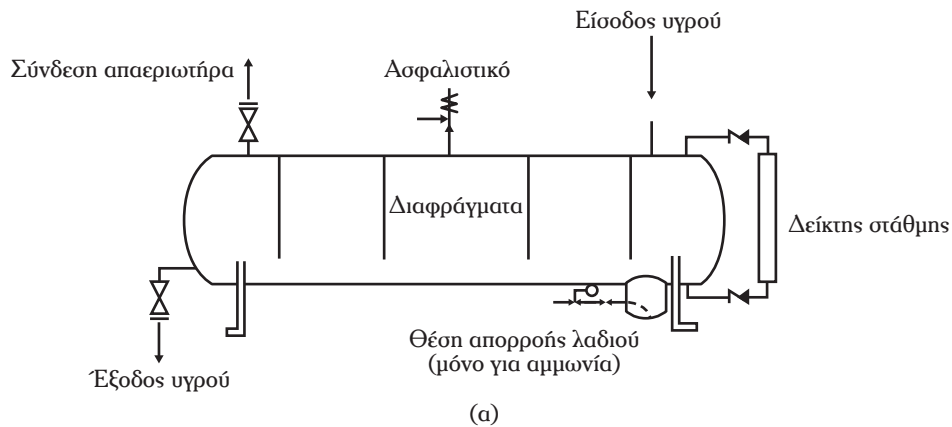 Είσοδος υγρού
Σύνδεση απαεριωτήρα
Ασφαλιστικό
Διαφράγματα
Δείκτης στάθμης
Θέση απορροής λαδιού
(μόνο για αμμωνία)
Έξοδος υγρού
(α)